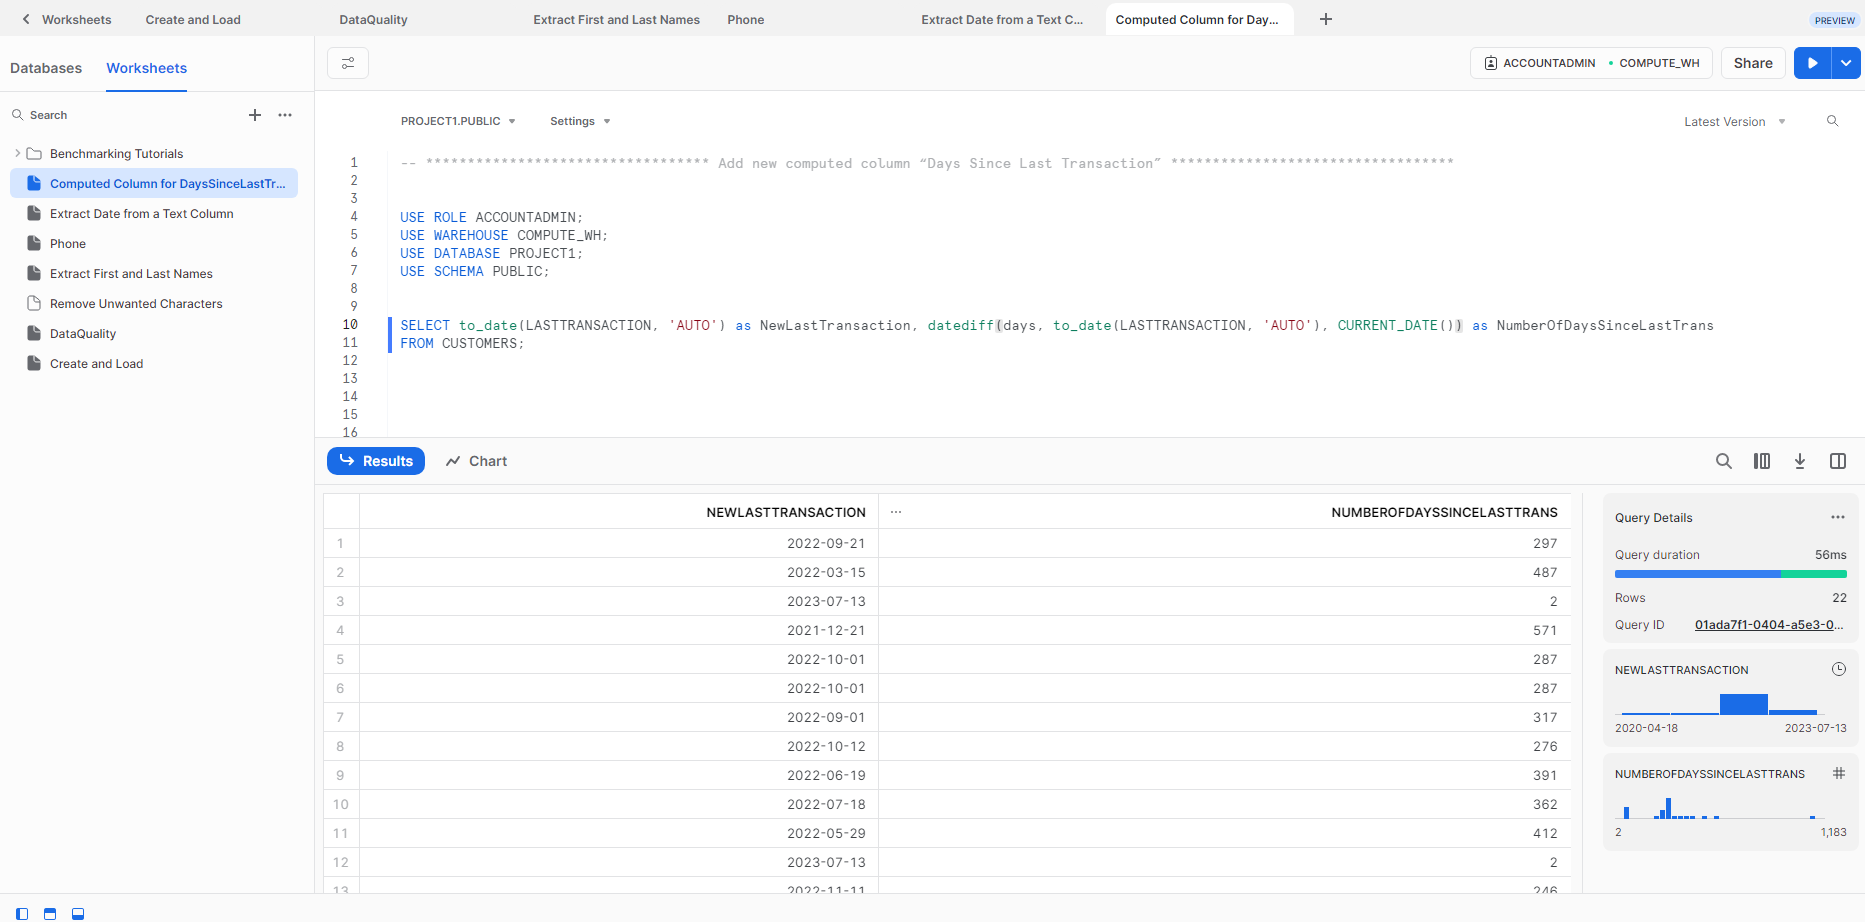 Worksheets
Create and Load
DataQuality
Extract First and Last Names
Phone
Extract Date from a Text C...
Computed Column for Day...
PREVIEW
Databases
Worksheets
ACCOUNTADMIN
COMPUTE_WH
Share
Search
Benchmarking Tutorials
Computed Column for DaysSinceLastTr...
Extract Date from a Text Column
Phone
Extract First and Last Names
Remove Unwanted Characters
DataQuality
Create and Load
PROJECT1.PUBLIC
Settings
Latest Version
1 -- ********************************** Add new computed column “Days Since Last Transaction” **********************************
2
3
4 USE ROLE ACCOUNTADMIN;
5 USE WAREHOUSE COMPUTE_WH;
6 USE DATABASE PROJECT1;
7 USE SCHEMA PUBLIC;
8
9
10 SELECT to_date(LASTTRANSACTION, 'AUTO') as NewLastTransaction, datediff(days, to_date(LASTTRANSACTION, 'AUTO'), CURRENT_DATE()) as NumberOfDaysSinceLastTrans
11 FROM CUSTOMERS;
12
13
14
15
16
Results
Chart
NEWLASTTRANSACTION ... NUMBEROFDAYSSINCELASTTRANS
1 2022-09-21 297
2 2022-03-15 487
3 2023-07-13 2
4 2021-12-21 571
5 2022-10-01 287
6 2022-10-01 287
7 2022-09-01 317
8 2022-10-12 276
9 2022-06-19 391
10 2022-07-18 362
11 2022-05-29 412
12 2023-07-13 2
13 2022-11-11 246
Query Details
Query duration 56ms
Rows 22
Query ID 01ada7f1-0404-a5e3-0...
NEWLASTTRANSACTION
2020-04-18 2023-07-13
NUMBEROFDAYSSINCELASTTRANS
2 1,183